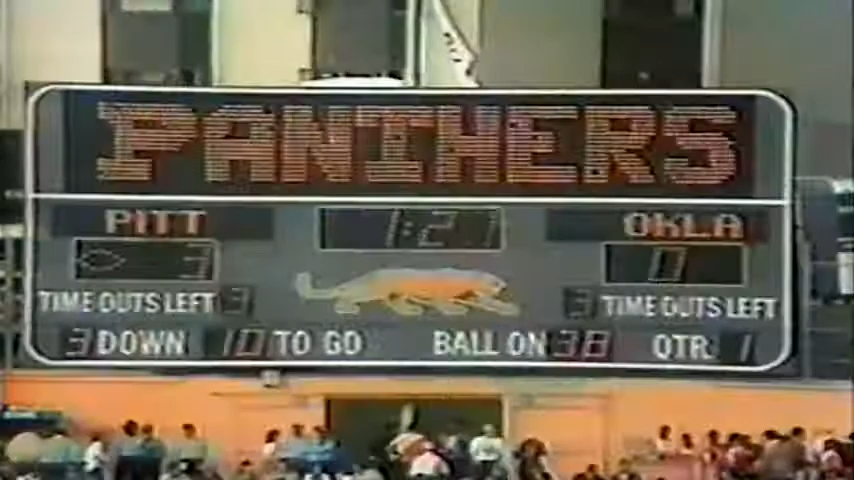 PANTHERS
PITT 1:21 OKLA
3 0
TIME OUTS LEFT 3 3 TIME OUTS LEFT
3 DOWN 10 TO GO BALL ON 38 QTR 1